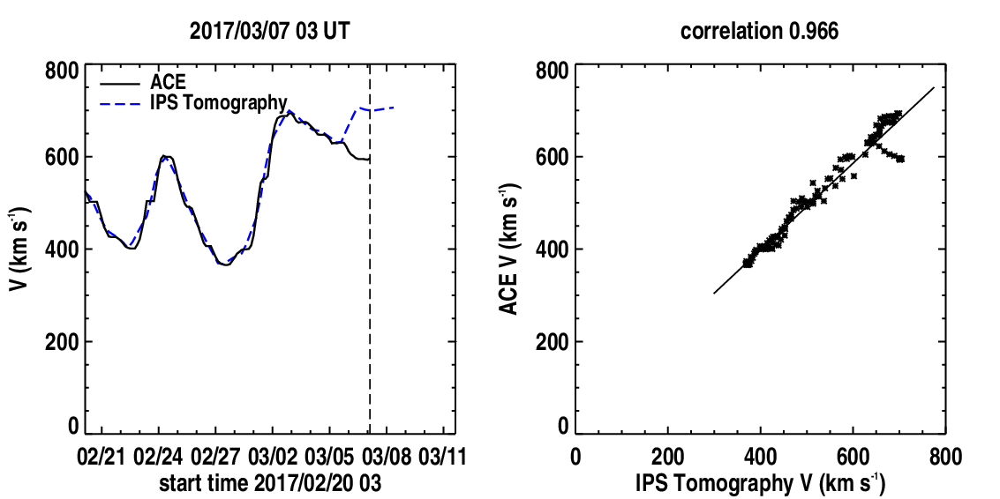 2017/03/07 03 UT
800
ACE
IPS Tomography
600
400
200
0
V (km s⁻¹)
02/21 02/24 02/27 03/02 03/05 03/08 03/11
start time 2017/02/20 03
correlation 0.966
800
600
400
200
0
ACE V (km s⁻¹)
0 200 400 600 800
IPS Tomography V (km s⁻¹)